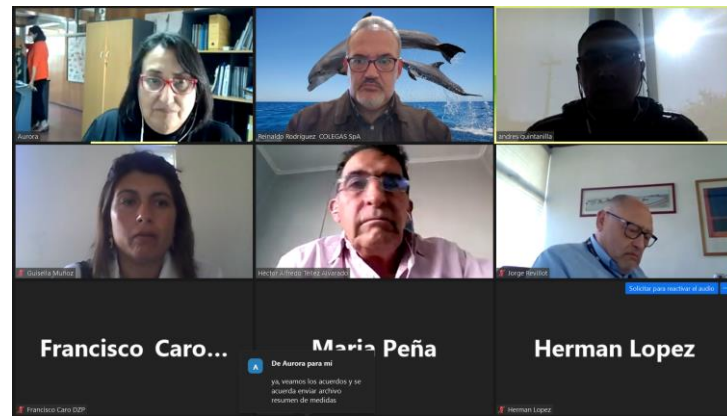 Aurora
Reinaldo Rodríguez COLEGAS SpA
andres quintanilla
Guisella Muñoz
Héctor Alfredo Téllez Alvarado
Jorge Revillot
Solicitar para reactivar el audio
Francisco Caro...
Maria Peña
Herman Lopez
A
De Aurora para mí
ya, veamos los acuerdos y se
acuerda enviar archivo
resumen de medidas
Francisco Caro DZP
Herman Lopez